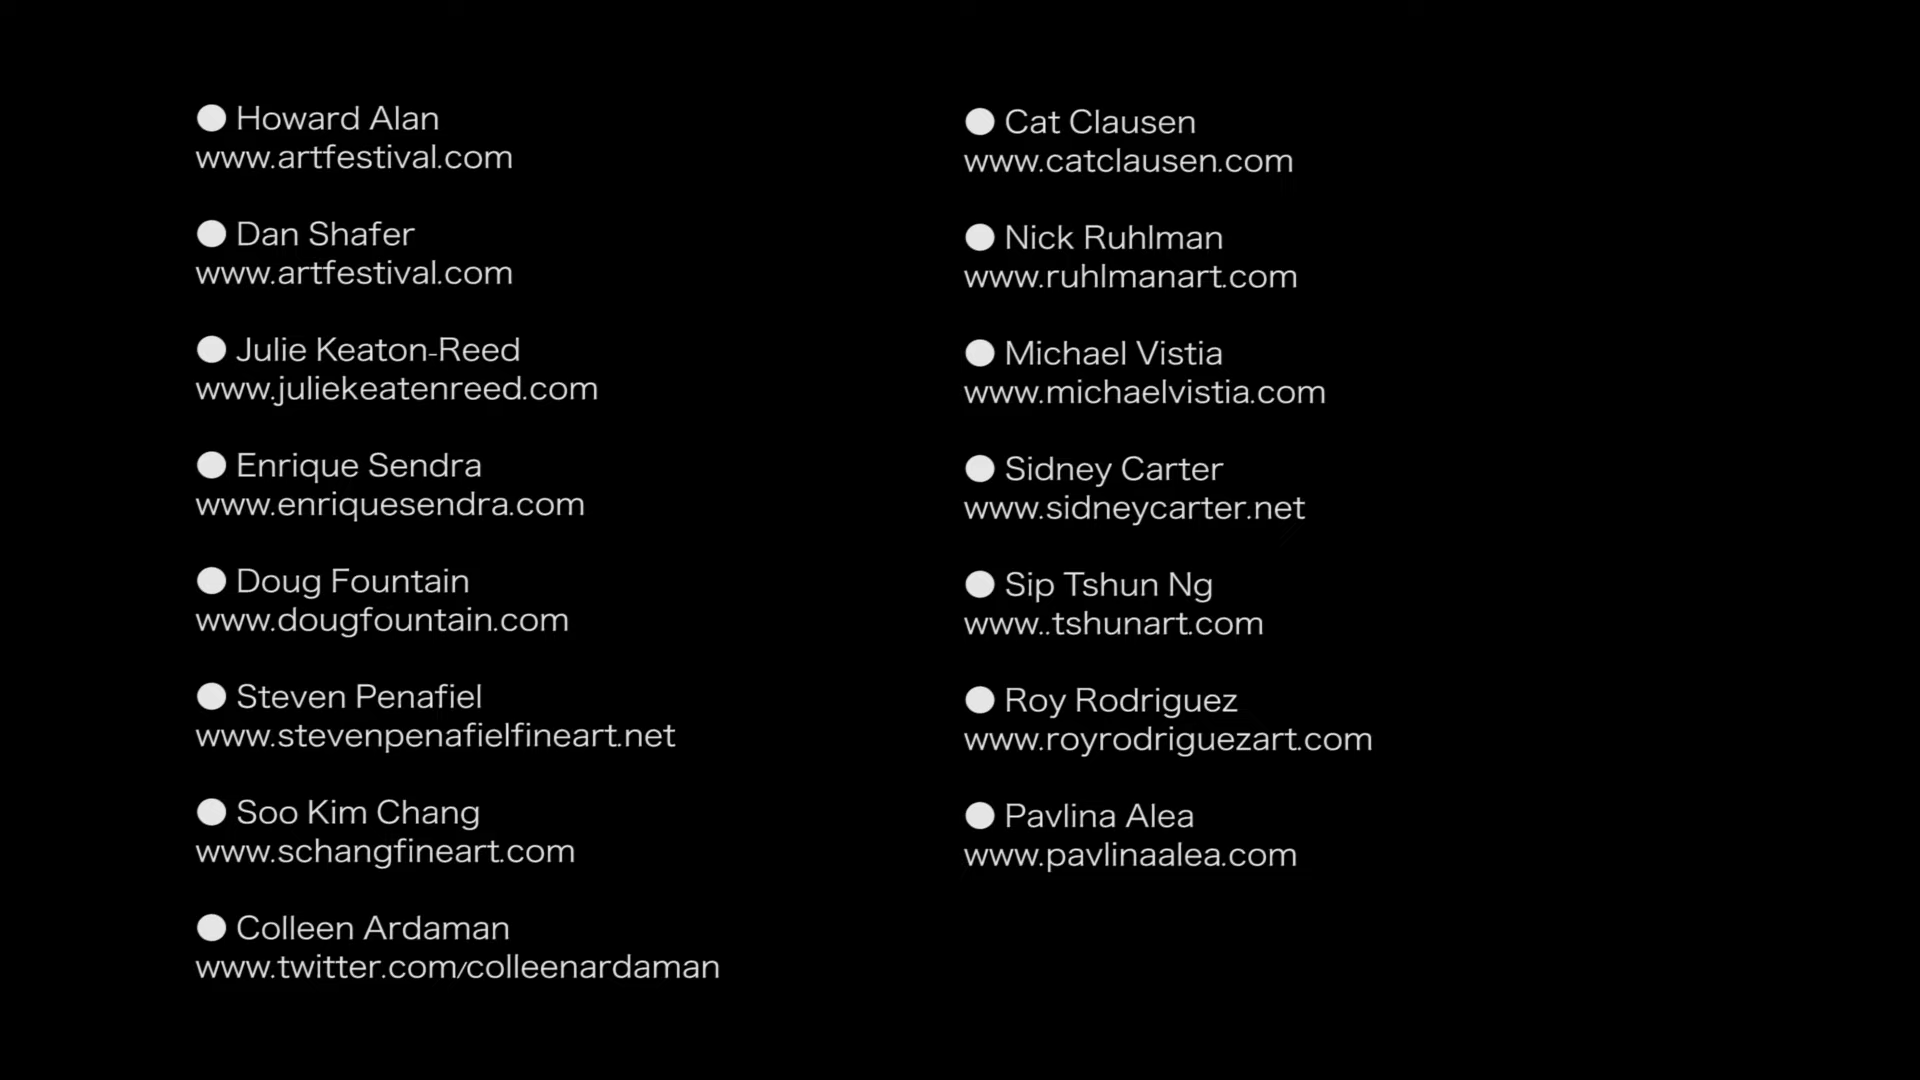 ● Howard Alan
www.artfestival.com
● Dan Shafer
www.artfestival.com
● Julie Keaton-Reed
www.juliekeatenreed.com
● Enrique Sendra
www.enriquesendra.com
● Doug Fountain
www.dougfountain.com
● Steven Penafiel
www.stevenpenafielfineart.net
● Soo Kim Chang
www.schangfineart.com
● Colleen Ardaman
www.twitter.com/colleenardaman
● Cat Clausen
www.catclausen.com
● Nick Ruhlman
www.ruhlmanart.com
● Michael Vistia
www.michaelvistia.com
● Sidney Carter
www.sidneycarter.net
● Sip Tshun Ng
www..tshunart.com
● Roy Rodriguez
www.royrodriguezart.com
● Pavlina Alea
www.pavlinaalea.com